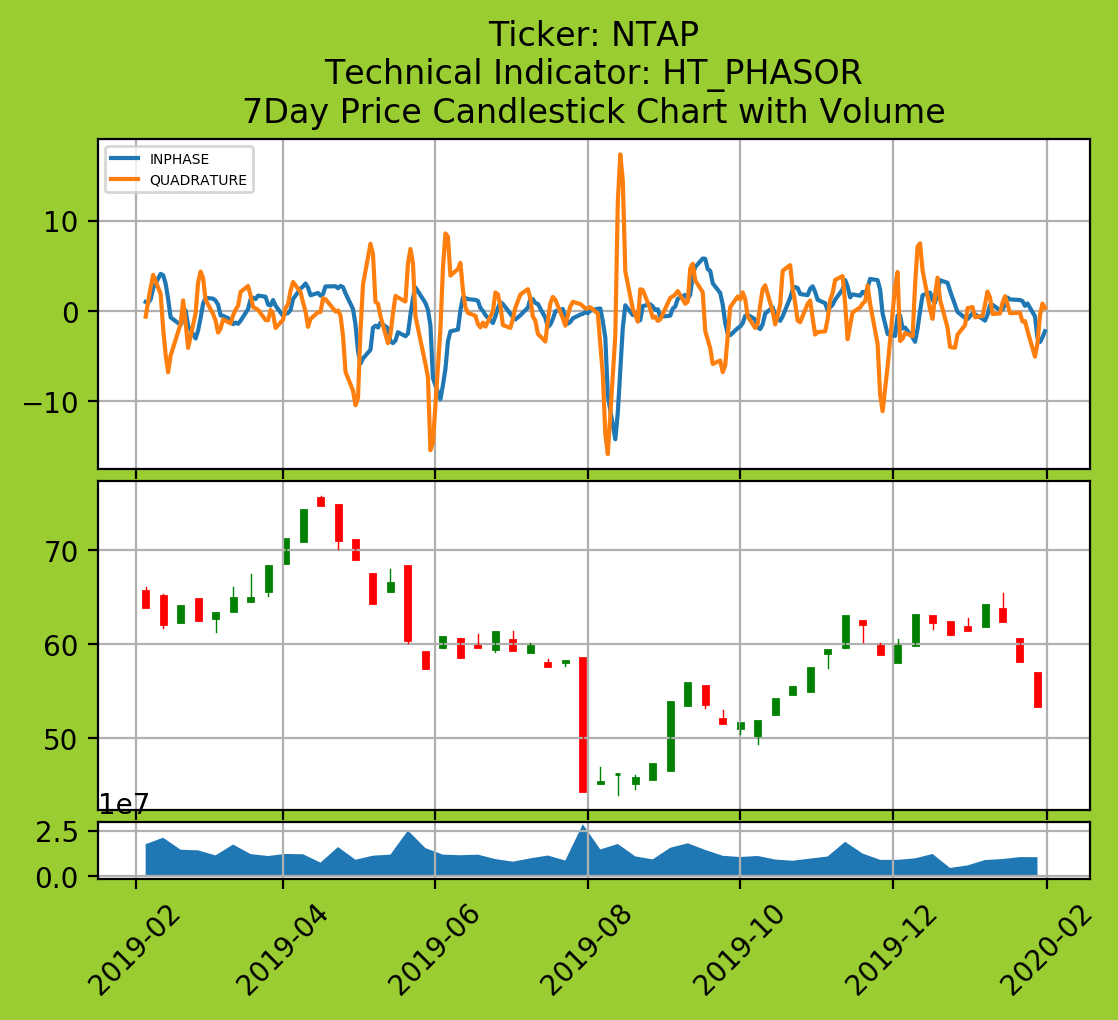 Ticker: NTAP
Technical Indicator: HT_PHASOR
7Day Price Candlestick Chart with Volume
INPHASE
QUADRATURE
10
0
−10
70
60
50
1e7
2.5
0.0
2019-02
2019-04
2019-06
2019-08
2019-10
2019-12
2020-02